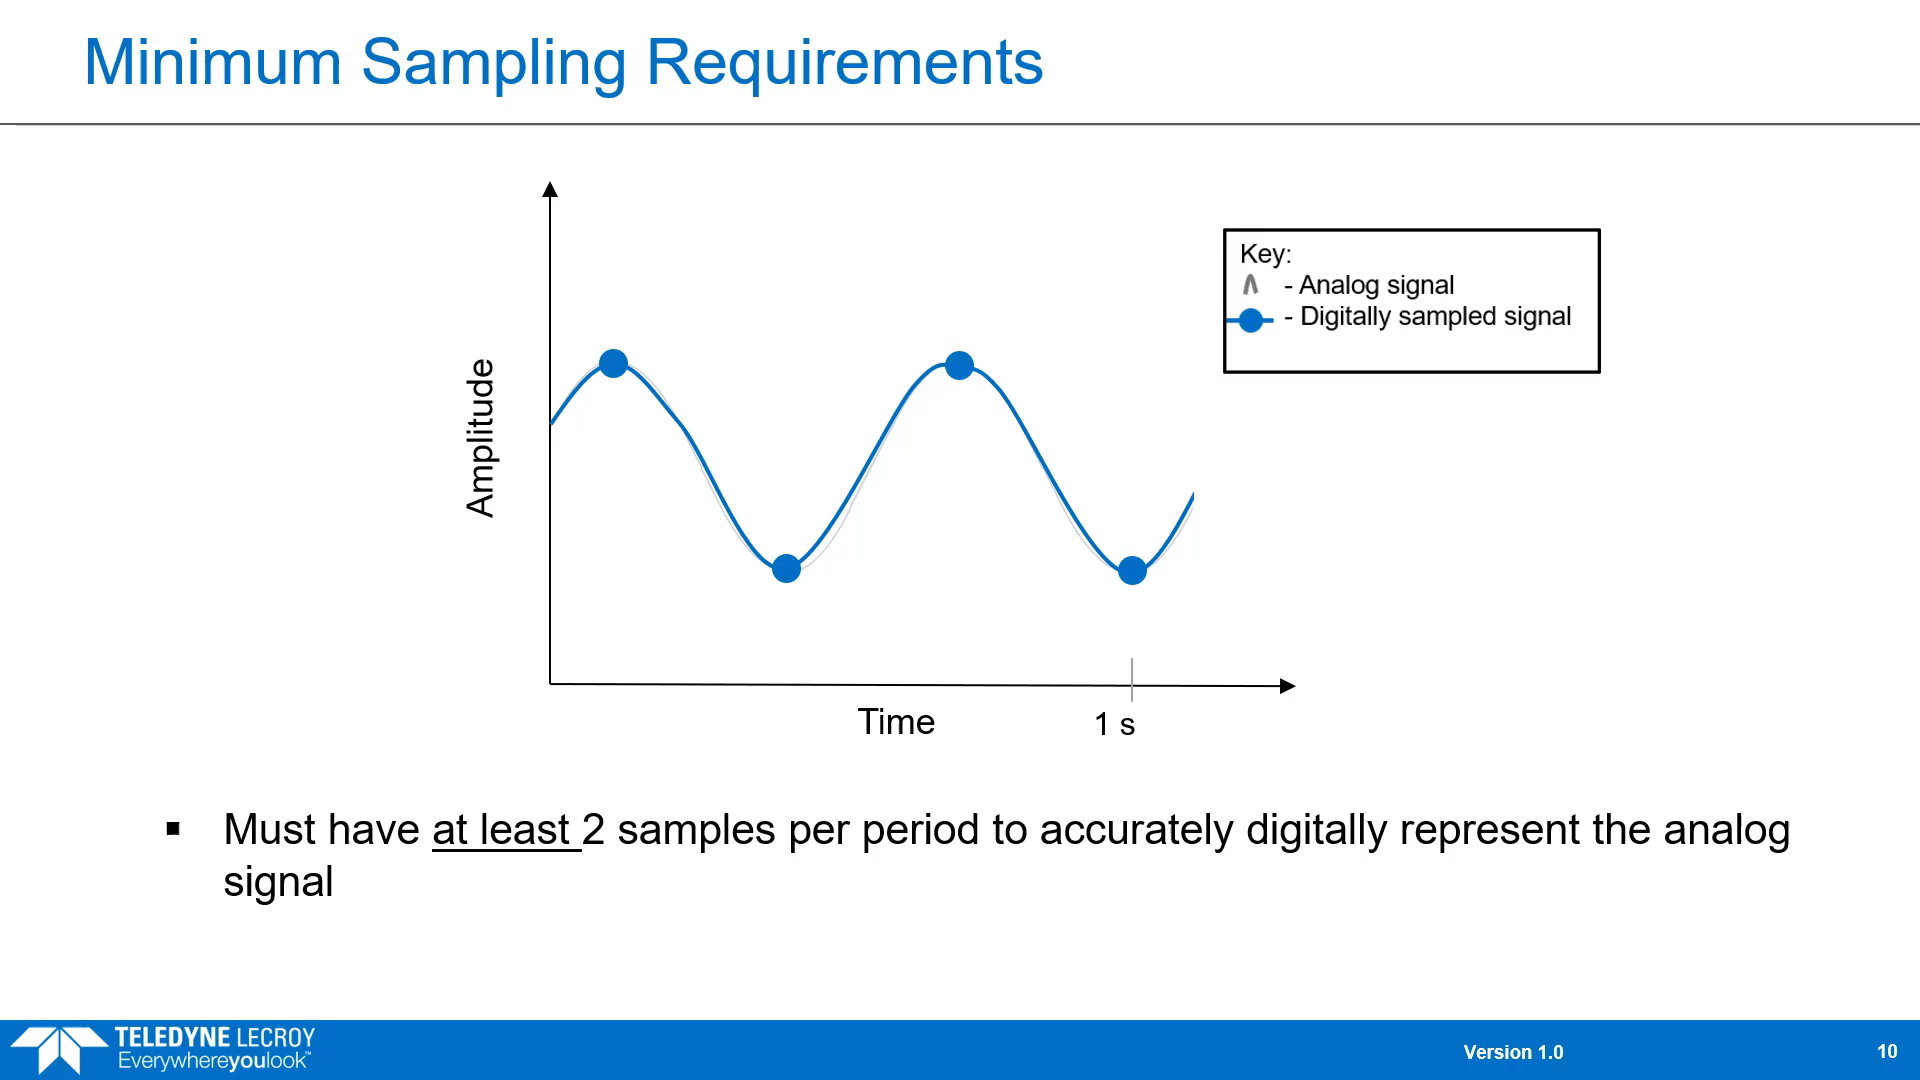 Minimum Sampling Requirements
Key:
- Analog signal
- Digitally sampled signal
Amplitude
Time
1 s
▪ Must have at least 2 samples per period to accurately digitally represent the analog
signal
TELEDYNE LECROY
Everywhereyoulook™
Version 1.0
10